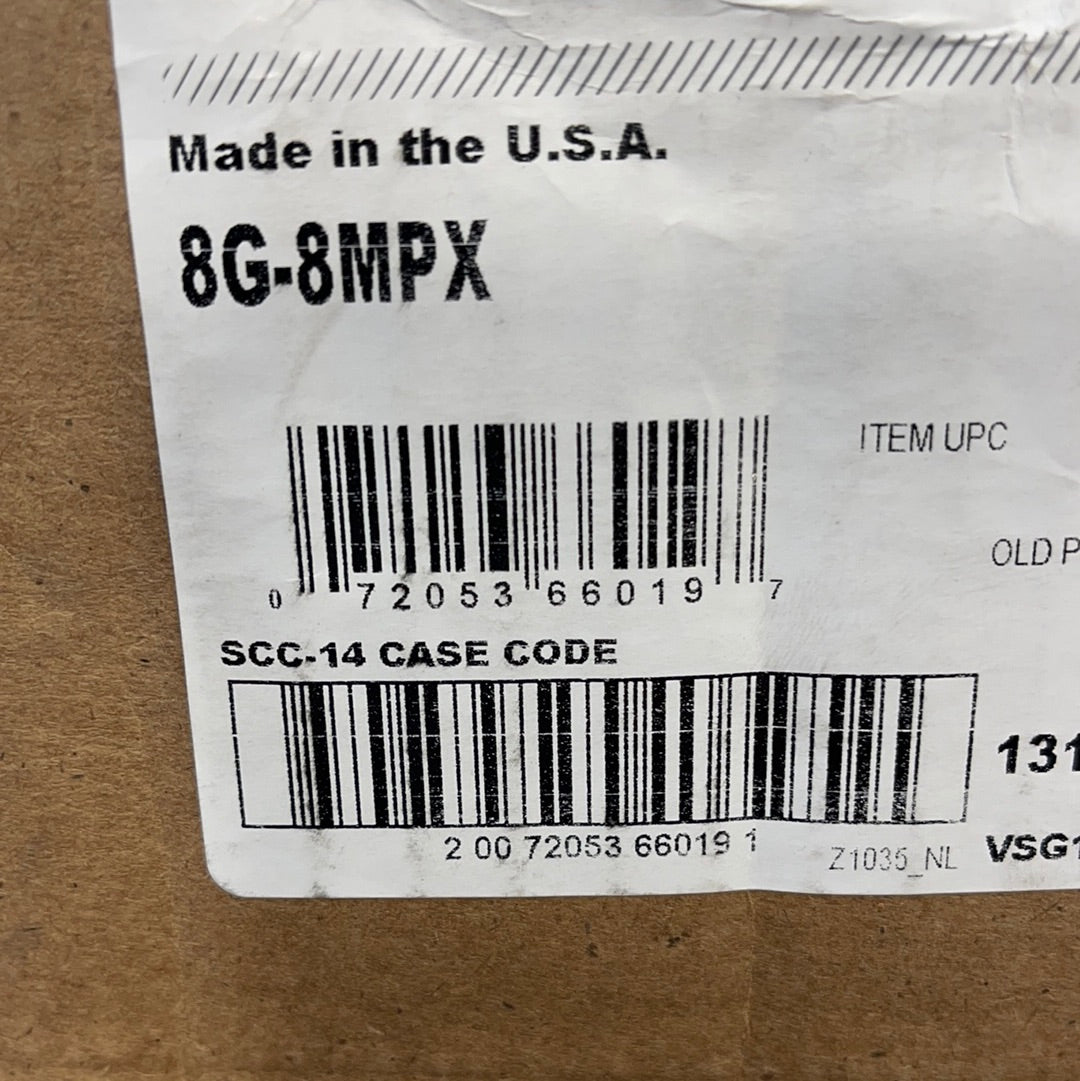 Made in the U.S.A.
8G-8MPX
ITEM UPC
OLD P
0 72053 66019 7
SCC-14 CASE CODE
131
2 00 72053 66019 1
Z1035_NL
VSG1